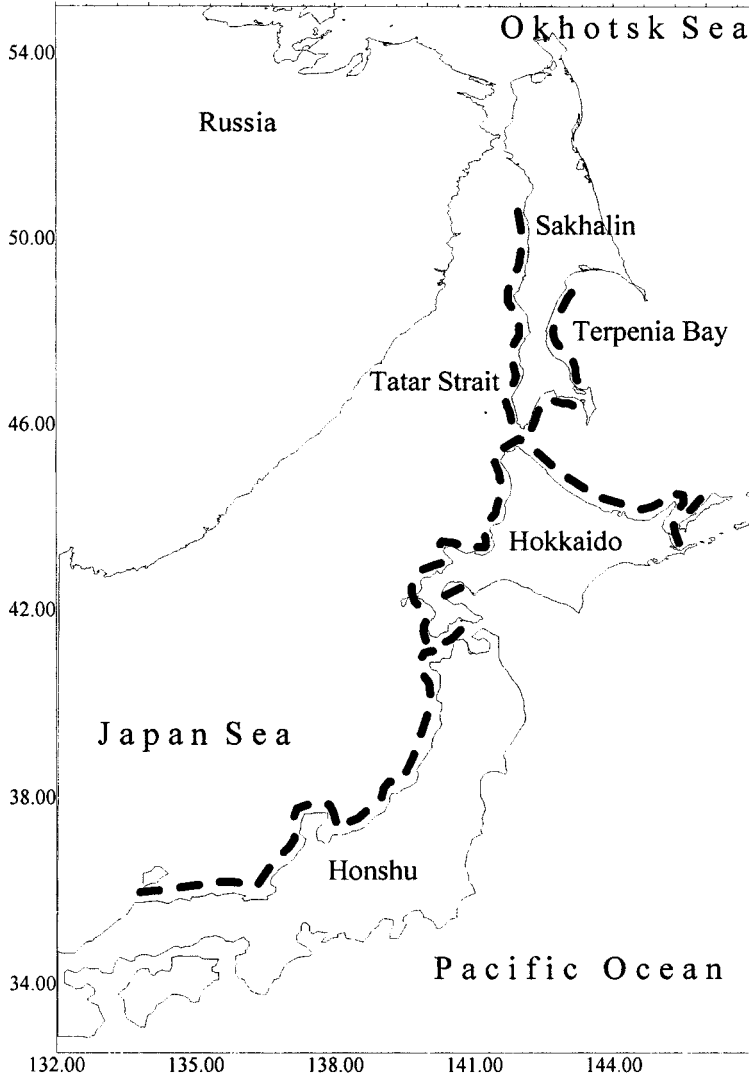 Okhotsk Sea
54.00
Russia
Sakhalin
50.00
Terpenia Bay
Tatar Strait
46.00
Hokkaido
42.00
Japan Sea
38.00
Honshu
Pacific Ocean
34.00
132.00 135.00 138.00 141.00 144.00